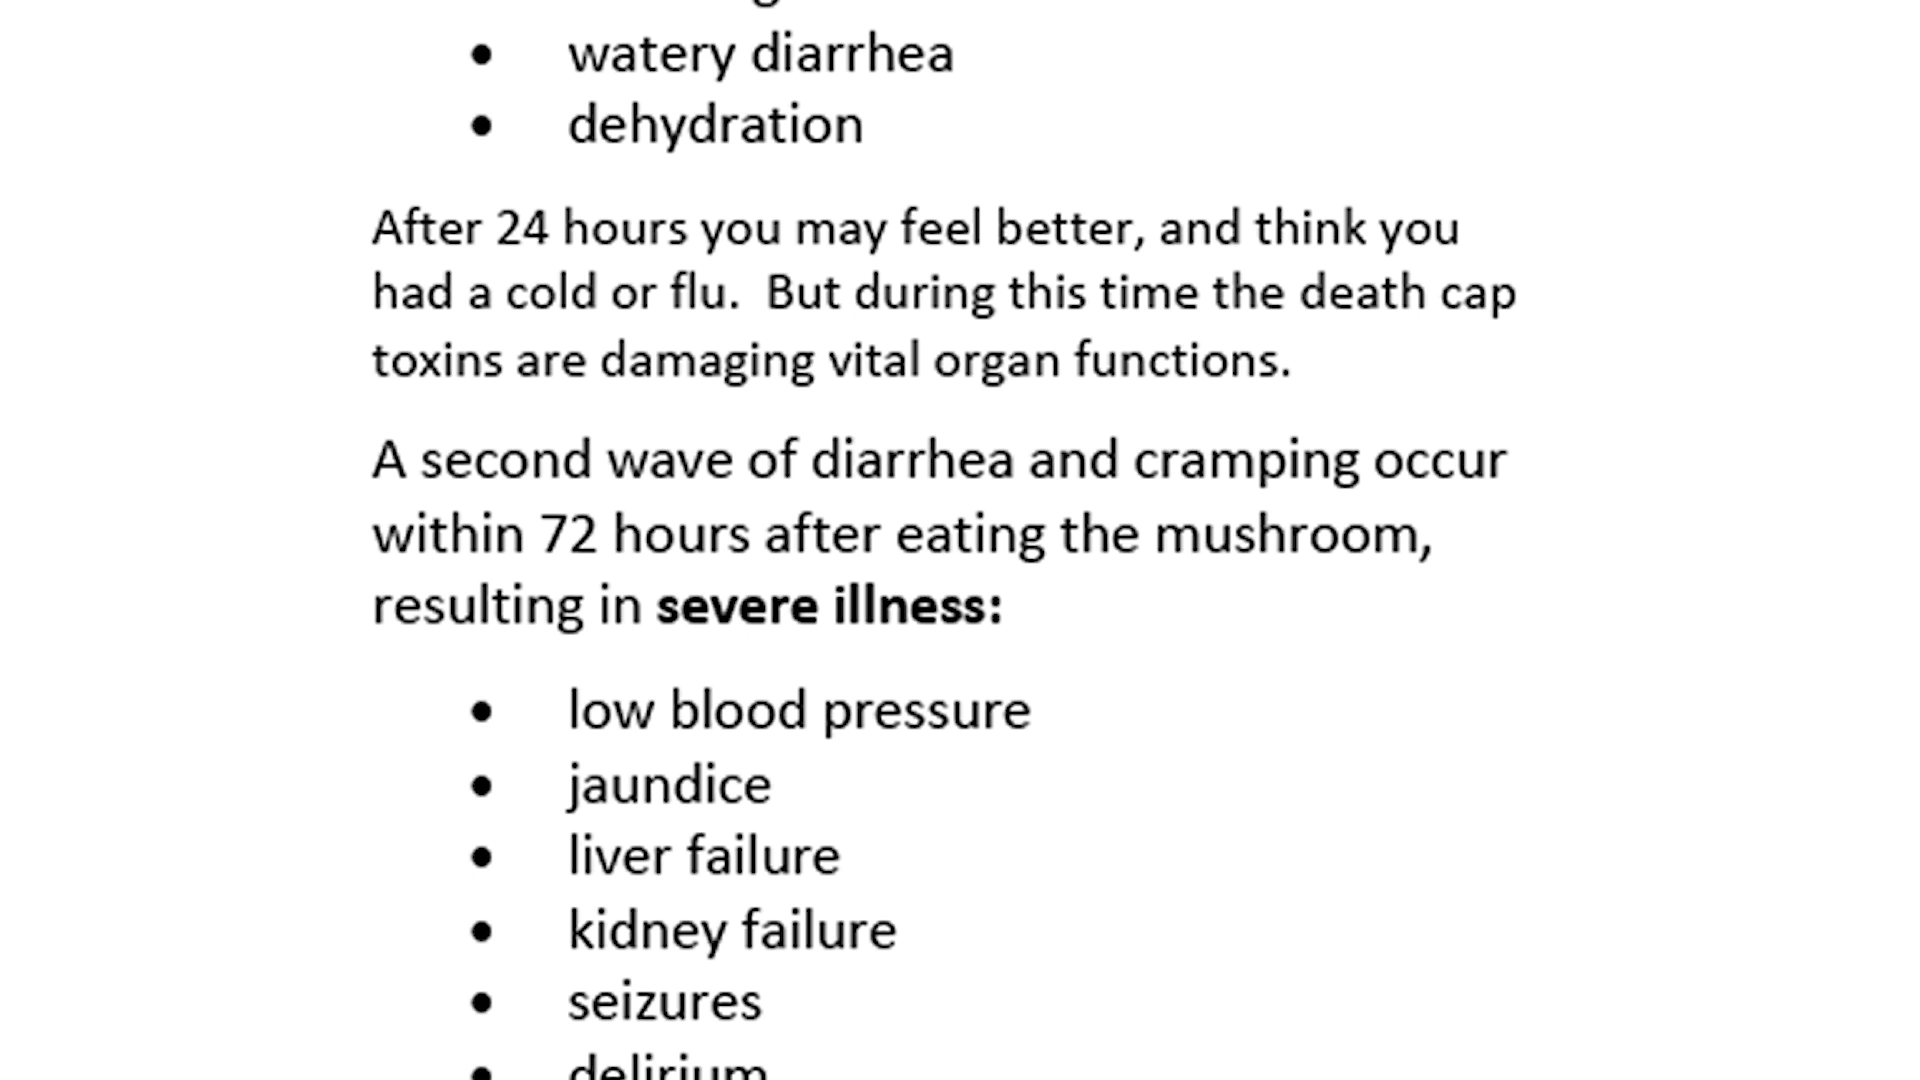 • watery diarrhea
• dehydration
After 24 hours you may feel better, and think you
had a cold or flu.  But during this time the death cap
toxins are damaging vital organ functions.
A second wave of diarrhea and cramping occur
within 72 hours after eating the mushroom,
resulting in severe illness:
• low blood pressure
• jaundice
• liver failure
• kidney failure
• seizures
• delirium